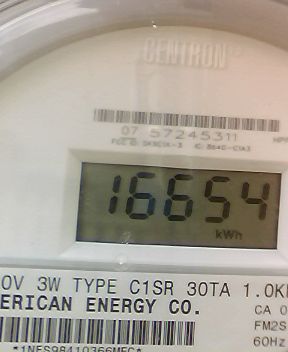 CENTRON
07 57245311
16654
kWh
0V 3W TYPE C1SR 30TA 1.0K
ERICAN ENERGY CO.
CA 0
FM2S
60Hz
*1NES98410366MEC*